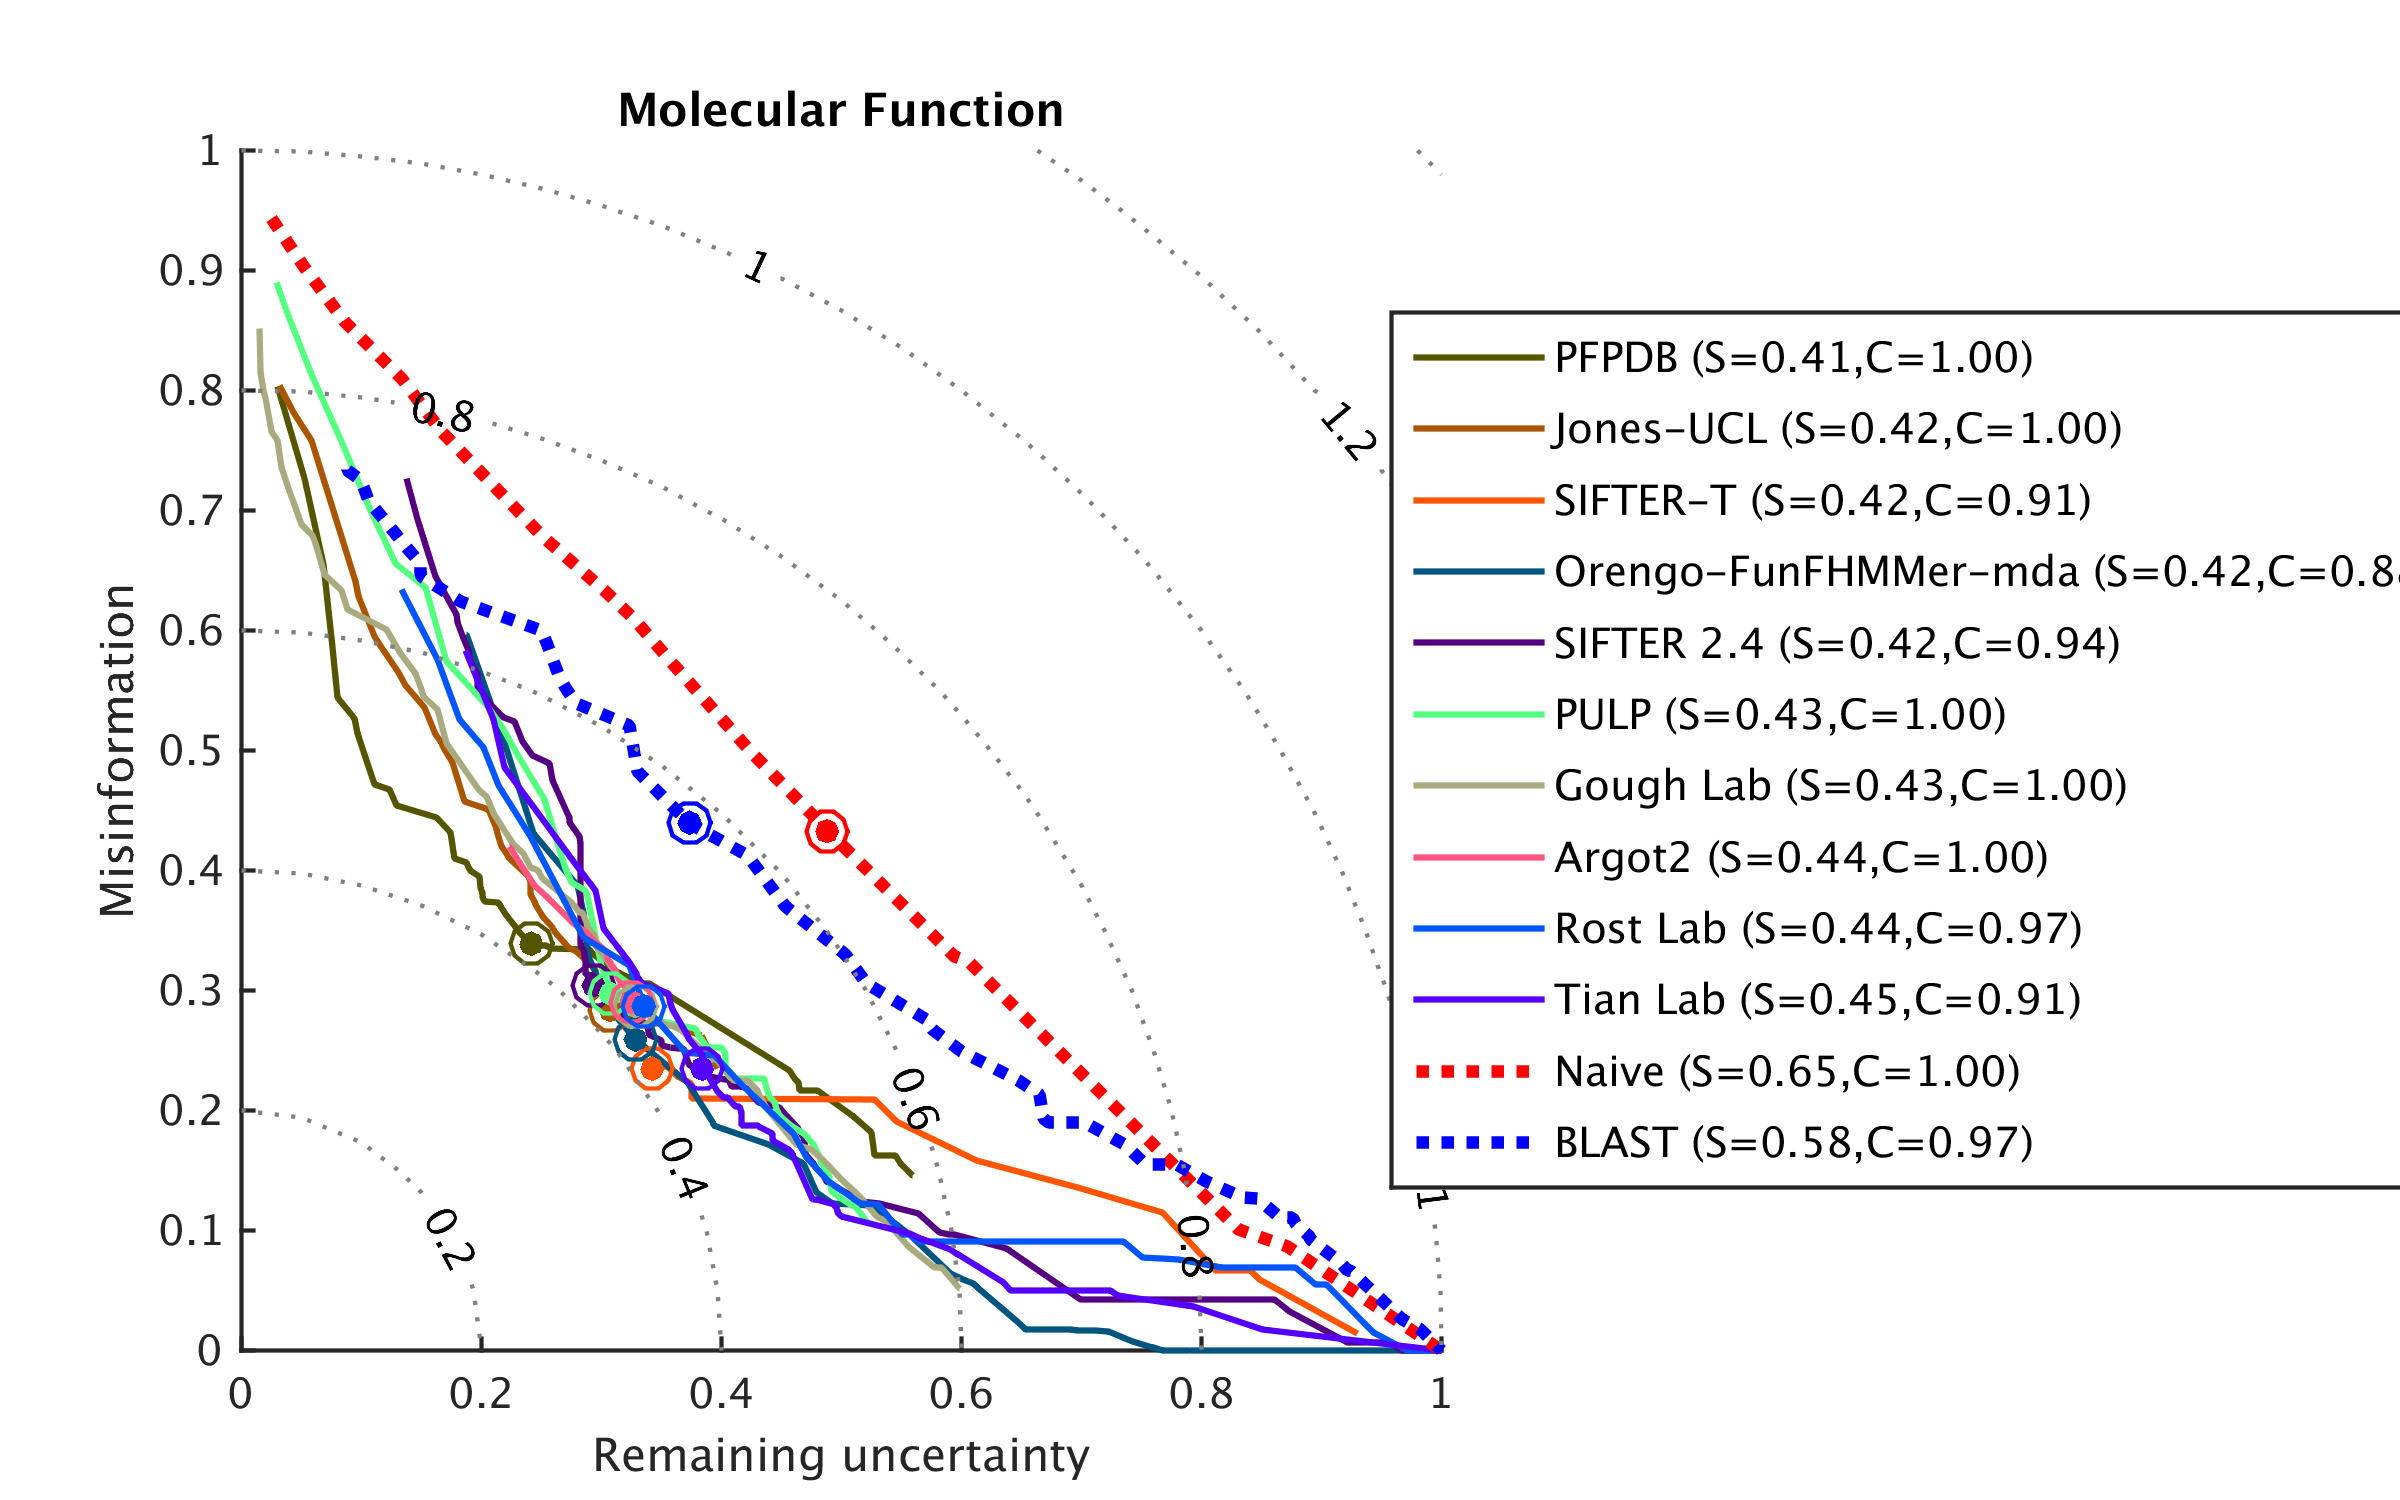 Molecular Function
1
0.9
0.8
0.7
0.6
0.5
0.4
0.3
0.2
0.1
0
Misinformation
0
0.2
0.4
0.6
0.8
1
Remaining uncertainty
1
0.8
1.2
0.6
0.4
0.2
0.8
1
PFPDB (S=0.41,C=1.00)
Jones-UCL (S=0.42,C=1.00)
SIFTER-T (S=0.42,C=0.91)
Orengo-FunFHMMer-mda (S=0.42,C=0.8
SIFTER 2.4 (S=0.42,C=0.94)
PULP (S=0.43,C=1.00)
Gough Lab (S=0.43,C=1.00)
Argot2 (S=0.44,C=1.00)
Rost Lab (S=0.44,C=0.97)
Tian Lab (S=0.45,C=0.91)
Naive (S=0.65,C=1.00)
BLAST (S=0.58,C=0.97)